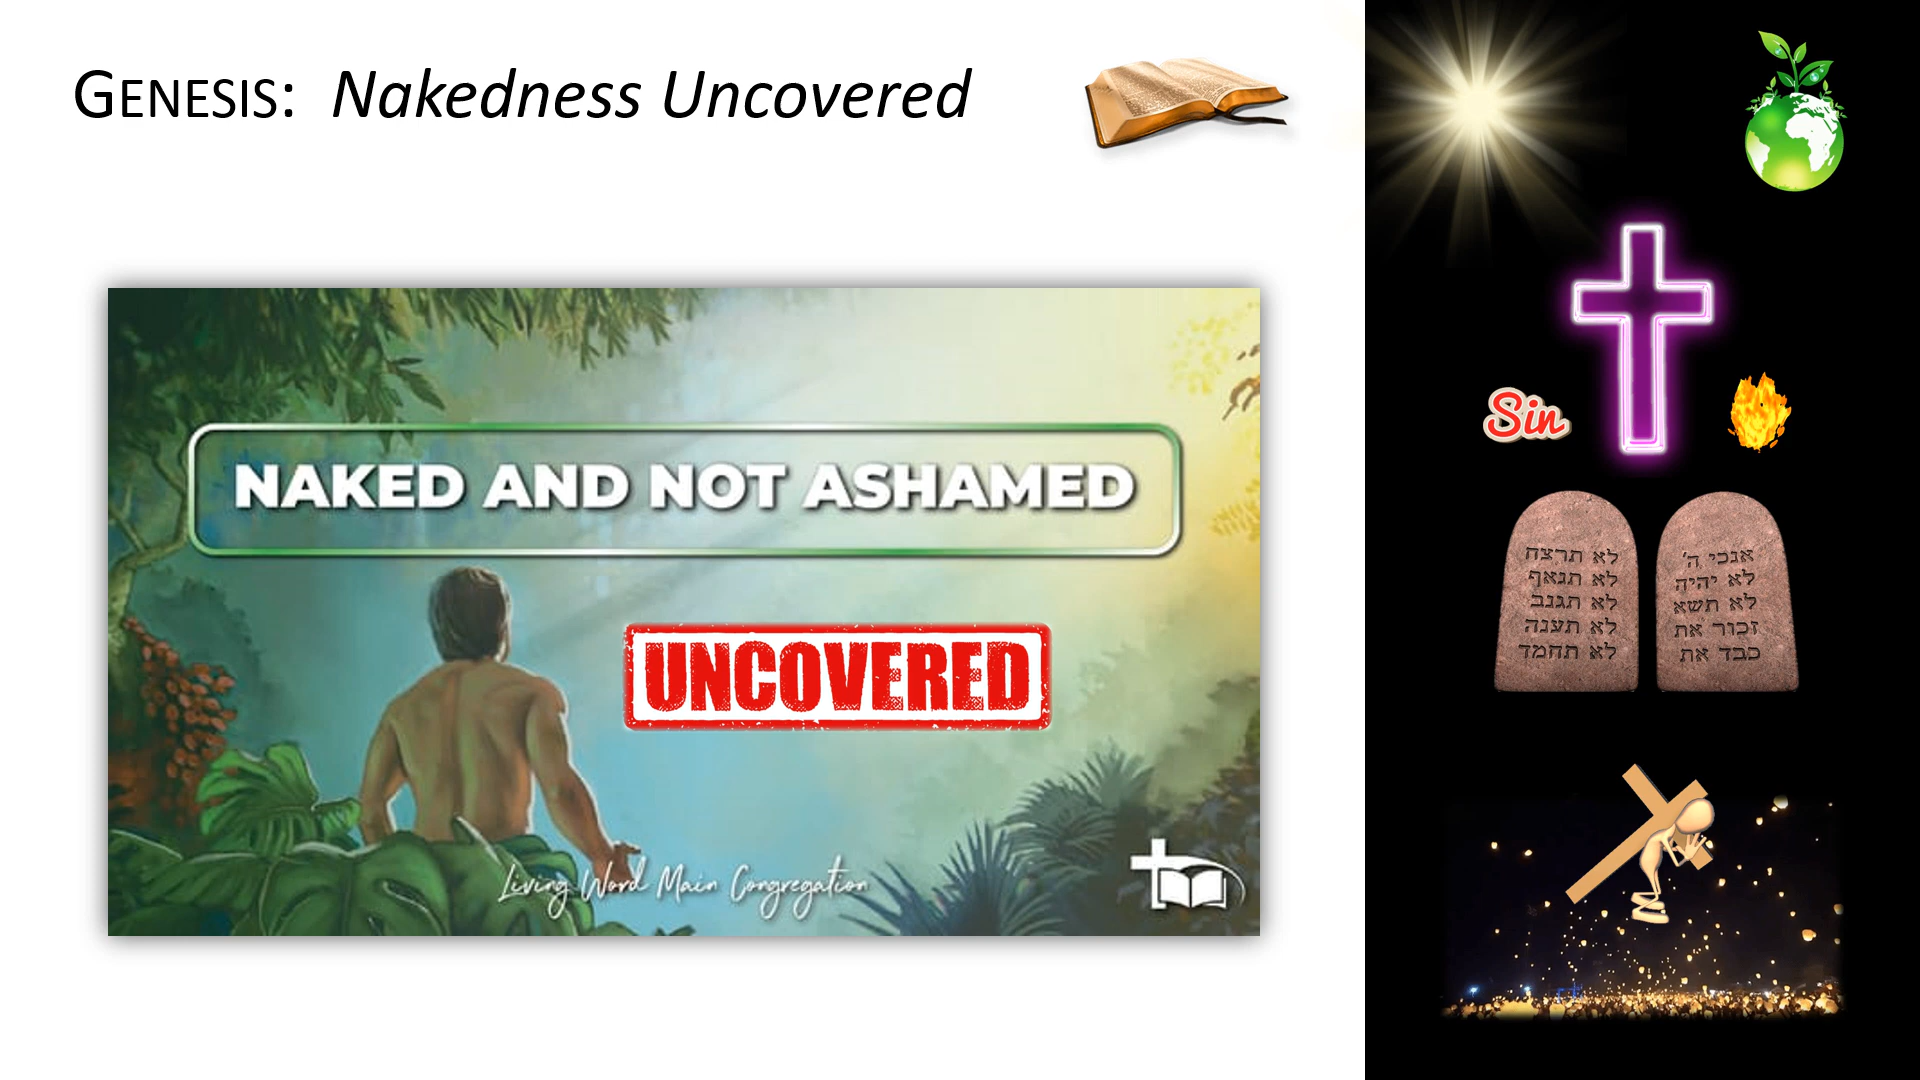 GENESIS: Nakedness Uncovered
NAKED AND NOT ASHAMED
UNCOVERED
Living Word Main Congregation
Sin
אנכי ה'
לא יהיה
לא תשא
זכור את
כבד את
לא תרצח
לא תנאף
לא תגנב
לא תענה
לא תחמד